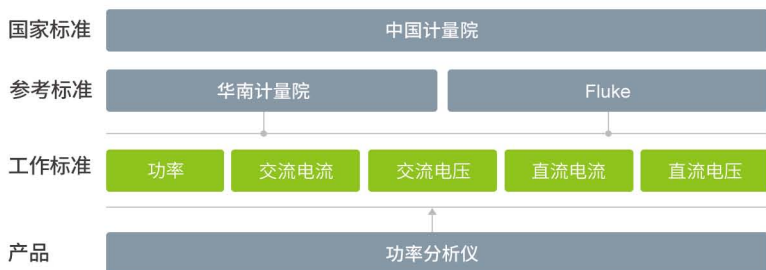 国家标准 中国计量院
参考标准 华南计量院 Fluke
工作标准 功率 交流电流 交流电压 直流电流 直流电压
产品 功率分析仪